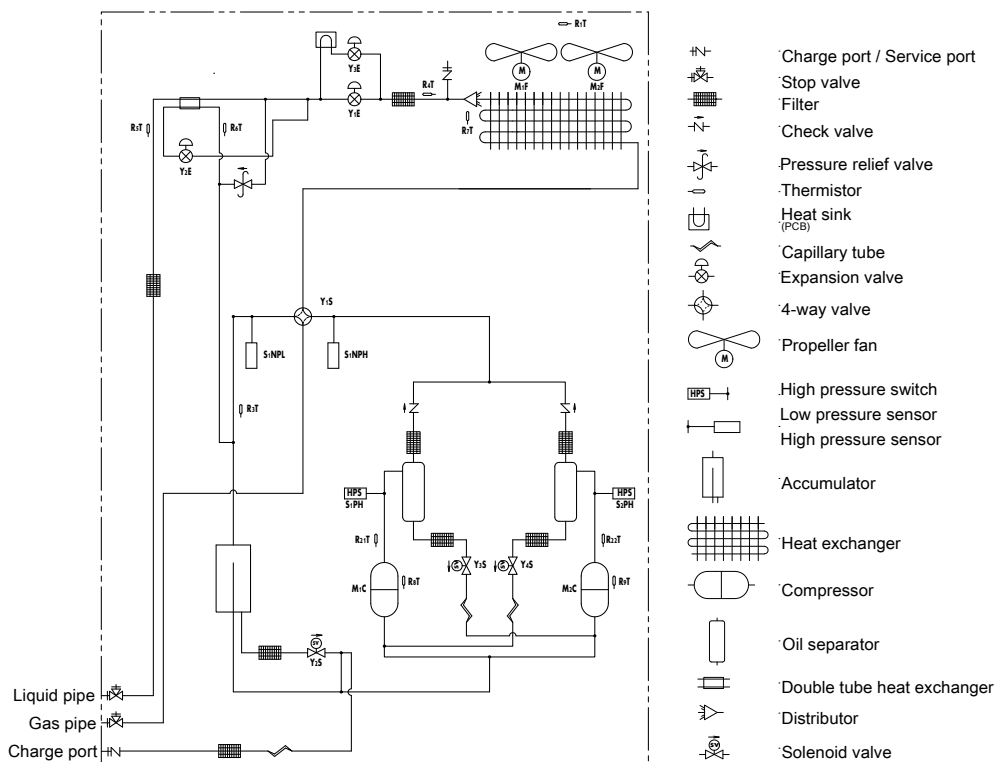 R1T
M1F
M2F
Y3E
Y1E
R4T
R7T
R5T
R6T
Y2E
Y1S
S1NPL
S1NPH
R3T
HPS
S1PH
HPS
S2PH
R21T
R22T
SV
Y3S
SV
Y4S
M1C
R8T
M2C
R9T
SV
Y2S
M
M
Liquid pipe
Gas pipe
Charge port
Charge port / Service port
Stop valve
Filter
Check valve
Pressure relief valve
Thermistor
Heat sink
(PCB)
Capillary tube
Expansion valve
4-way valve
M
Propeller fan
HPS
High pressure switch
Low pressure sensor
High pressure sensor
Accumulator
Heat exchanger
Compressor
Oil separator
Double tube heat exchanger
Distributor
SV
Solenoid valve